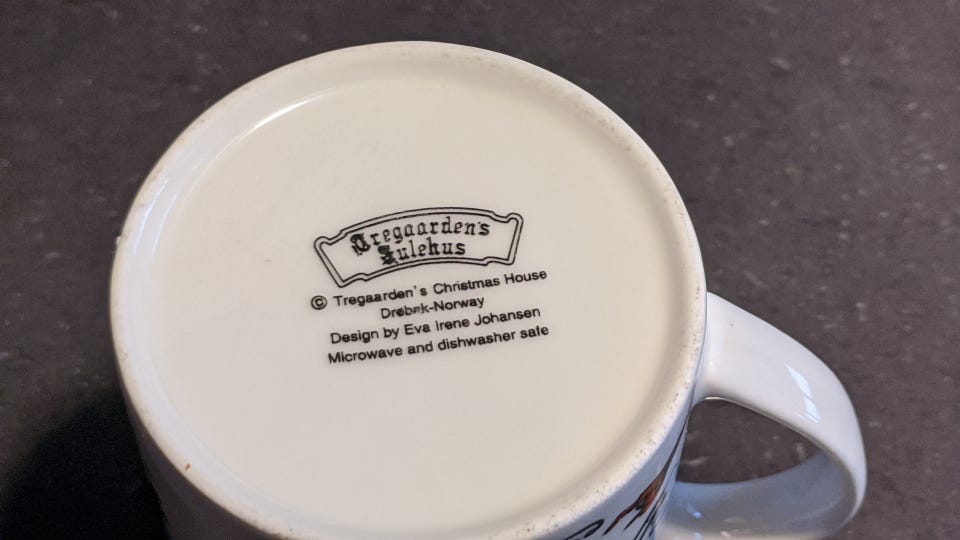 Tregaarden's
Julehus
© Tregaarden's Christmas House
Drøbak-Norway
Design by Eva Irene Johansen
Microwave and dishwasher safe